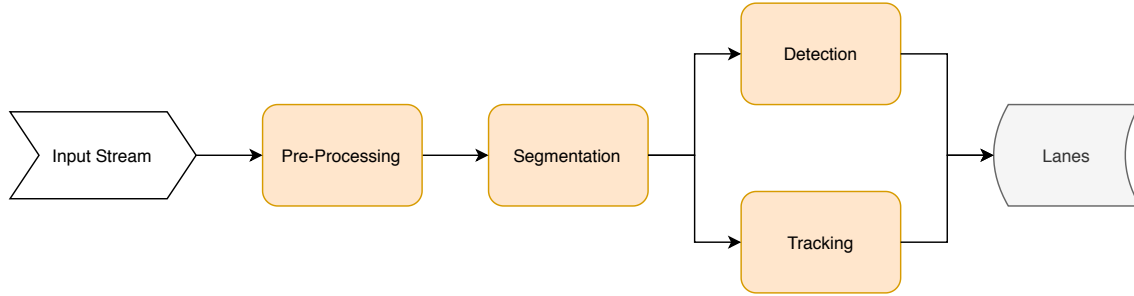 Input Stream
Pre-Processing
Segmentation
Detection
Tracking
Lanes